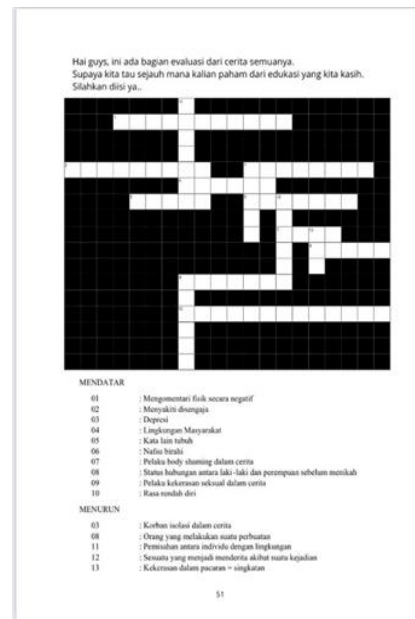 Hai guys, ini ada bagian evaluasi dari cerita semuanya.
Supaya kita tau sejauh mana kalian paham dari edukasi yang kita kasih.
Silahkan diisi ya..
MENDATAR
01 : Mengomentari fisik secara negatif
02 : Menyakiti disengaja
03 : Depresi
04 : Lingkungan Masyarakat
05 : Kata lain tubuh
06 : Nafsu birahi
07 : Pelaku body shaming dalam cerita
08 : Status hubungan antara laki-laki dan perempuan sebelum menikah
09 : Pelaku kekerasan seksual dalam cerita
10 : Rasa rendah diri
MENURUN
03 : Korban isolasi dalam cerita
08 : Orang yang melakukan suatu perbuatan
11 : Pemisahan antara individu dengan lingkungan
12 : Sesuatu yang menjadi menderita akibat suatu kejadian
13 : Kekerasan dalam pacaran = singkatan
51